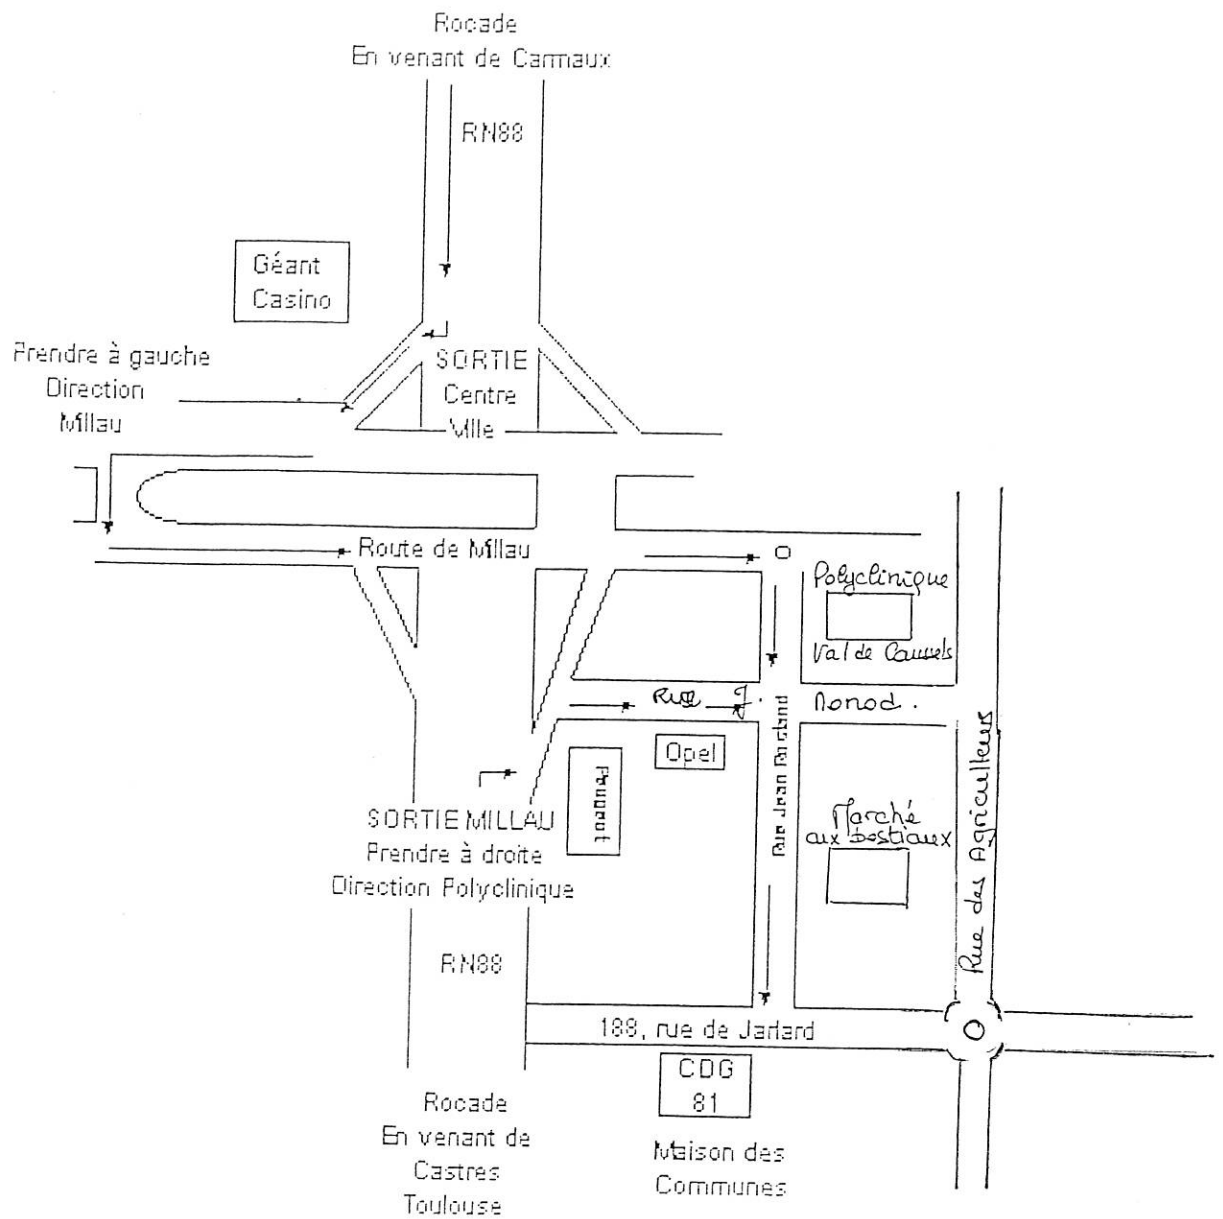 Rocade
En venant de Carmaux
RN88
Géant
Casino
Prendre à gauche
Direction
Millau
SORTIE
Centre
Ville
Route de Millau
Polyclinique
Val de Caussels
Rue J. Monod.
Rue Jean Rostand
Opel
Peugeot
SORTIE MILLAU
Prendre à droite
Direction Polyclinique
Marché
aux Bestiaux
Rue des Agriculteurs
RN88
188, rue de Jarlard
CDG
81
Rocade
En venant de
Castres
Toulouse
Maison des
Communes